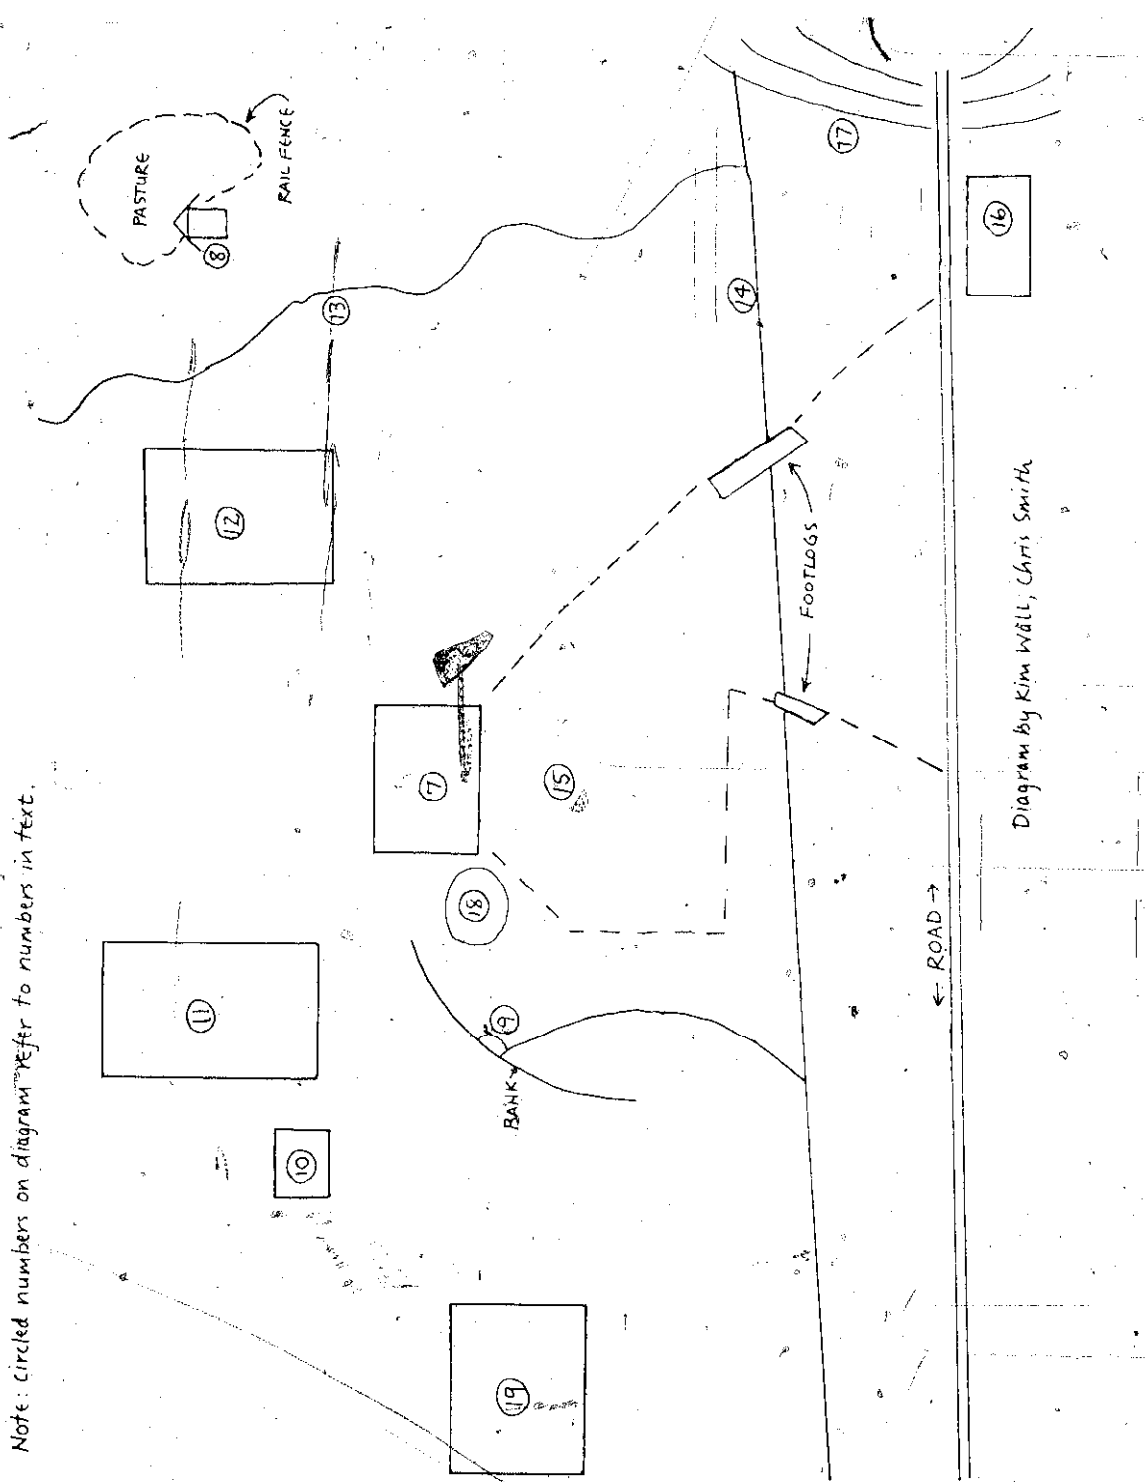 Note: Circled numbers on diagram refer to numbers in text.
19
10
11
BANK
9
18
7
15
12
13
8
PASTURE
RAIL FENCE
14
FOOTLOGS
17
16
← ROAD →
Diagram by Kim Wall, Chris Smith